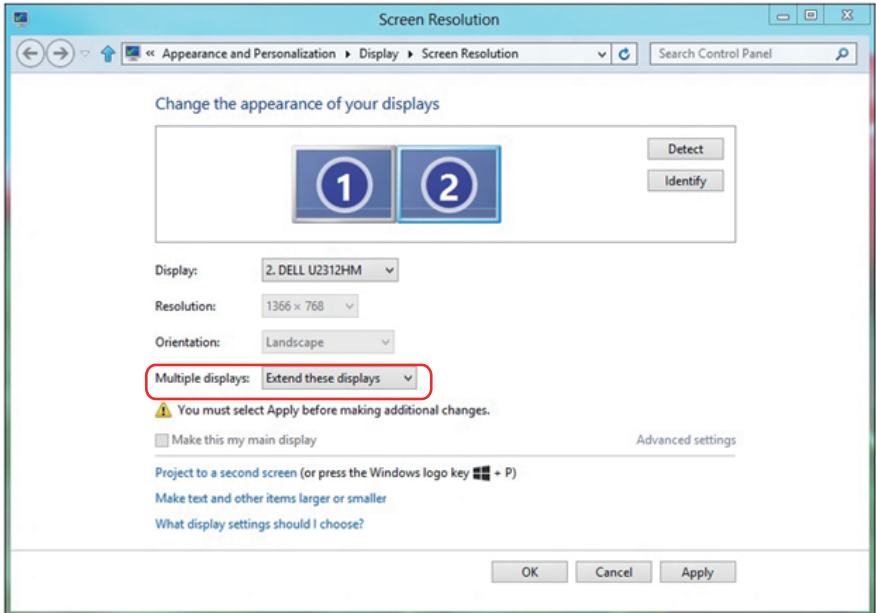 Screen Resolution
« Appearance and Personalization ▸ Display ▸ Screen Resolution
Search Control Panel
Change the appearance of your displays
1
2
Detect
Identify
Display: 2. DELL U2312HM
Resolution: 1366 × 768
Orientation: Landscape
Multiple displays: Extend these displays
You must select Apply before making additional changes.
Make this my main display
Advanced settings
Project to a second screen (or press the Windows logo key + P)
Make text and other items larger or smaller
What display settings should I choose?
OK Cancel Apply